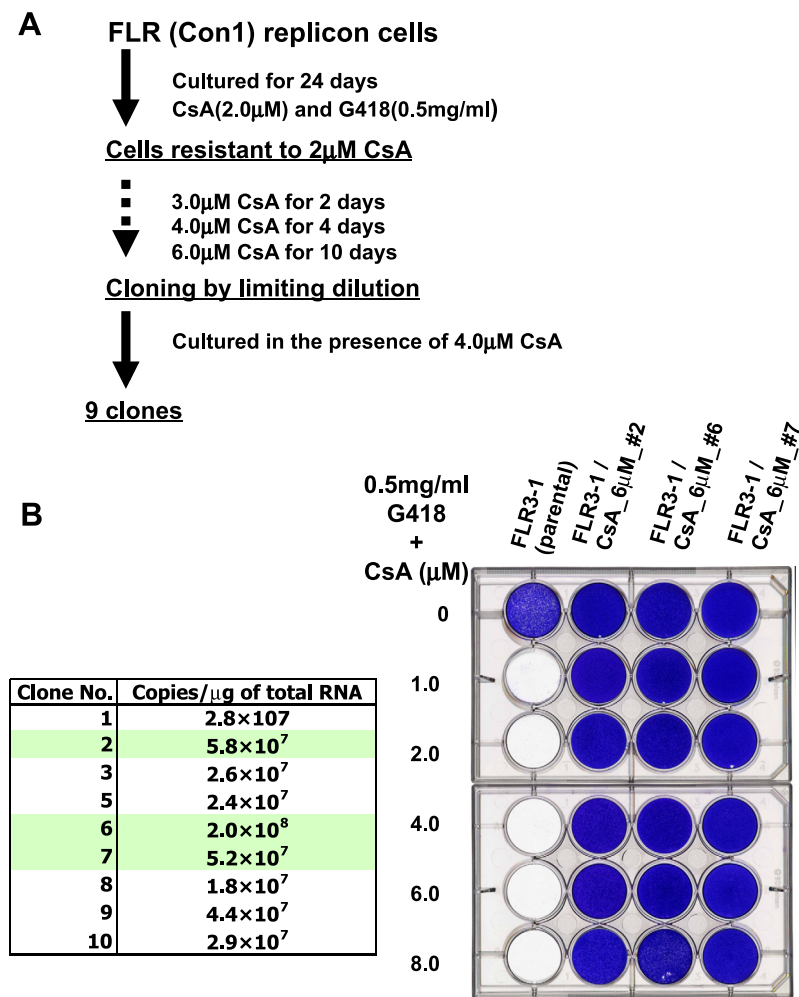 A
FLR (Con1) replicon cells
Cultured for 24 days
CsA(2.0μM) and G418(0.5mg/ml)
Cells resistant to 2μM CsA
3.0μM CsA for 2 days
4.0μM CsA for 4 days
6.0μM CsA for 10 days
Cloning by limiting dilution
Cultured in the presence of 4.0μM CsA
9 clones
B
0.5mg/ml
G418
+
CsA (μM)
FLR3-1
(parental)
FLR3-1 /
CsA_6μM_#2
FLR3-1 /
CsA_6μM_#6
FLR3-1 /
CsA_6μM_#7
0
1.0
2.0
4.0
6.0
8.0
Clone No. Copies/μg of total RNA
1 2.8×107
2 5.8×10⁷
3 2.6×10⁷
5 2.4×10⁷
6 2.0×10⁸
7 5.2×10⁷
8 1.8×10⁷
9 4.4×10⁷
10 2.9×10⁷